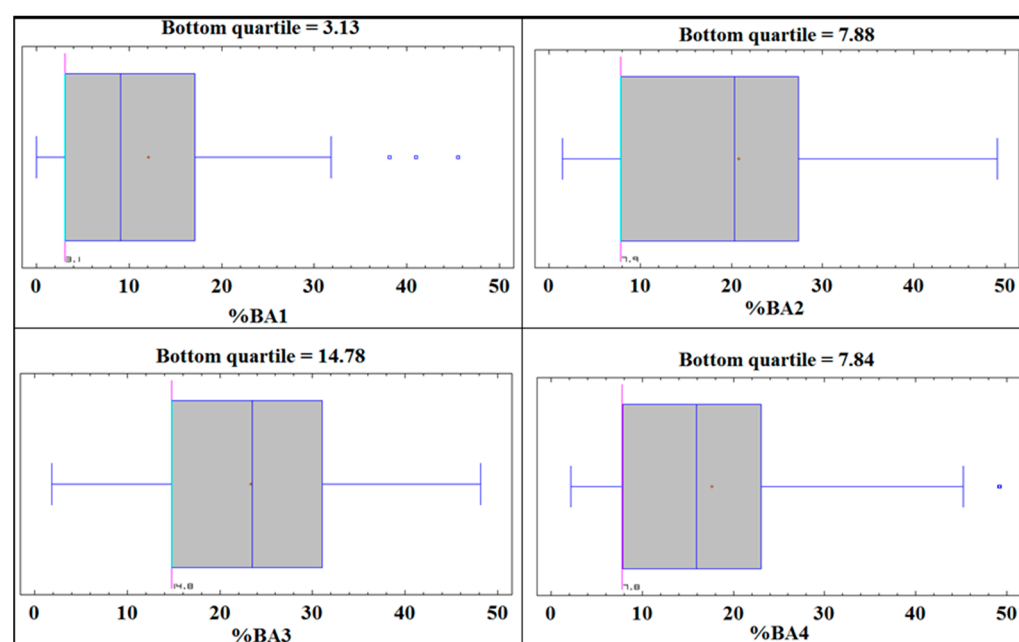 Bottom quartile = 3.13
3.1
0 10 20 30 40 50
%BA1
Bottom quartile = 7.88
7.9
0 10 20 30 40 50
%BA2
Bottom quartile = 14.78
14.8
0 10 20 30 40 50
%BA3
Bottom quartile = 7.84
7.8
0 10 20 30 40 50
%BA4